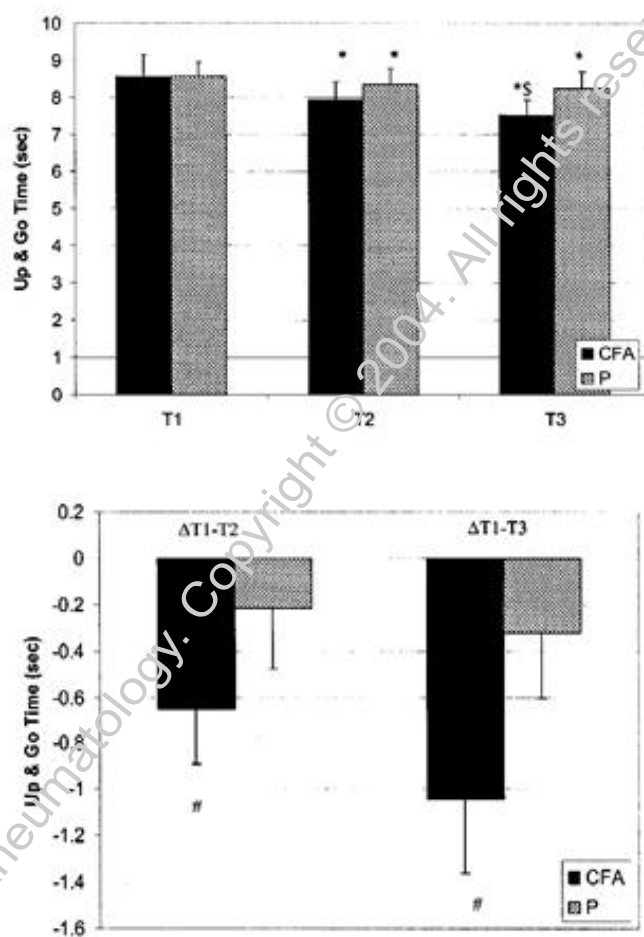 10
9
8
7
6
5
4
3
2
1
0
Up & Go Time (sec)
* *
*$ *
T1 T2 T3
CFA
P
0.2
0
-0.2
-0.4
-0.6
-0.8
-1
-1.2
-1.4
-1.6
Up & Go Time (sec)
ΔT1-T2 ΔT1-T3
#
#
CFA
P
rheumatology. Copyright © 2004. All rights rese